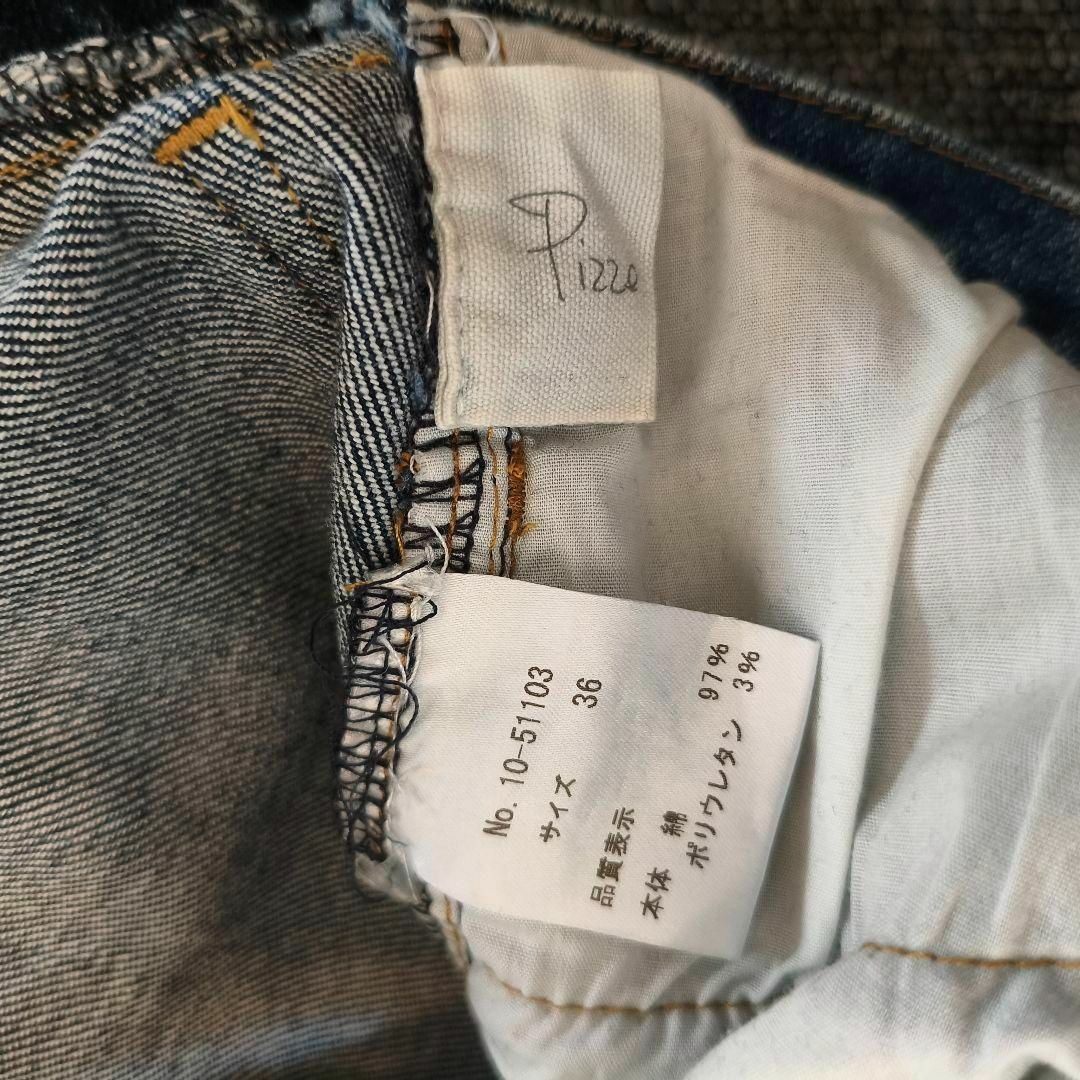 Pizze
No. 10-51103
サイズ 36
品質表示
本体 綿 97%
ポリウレタン 3%